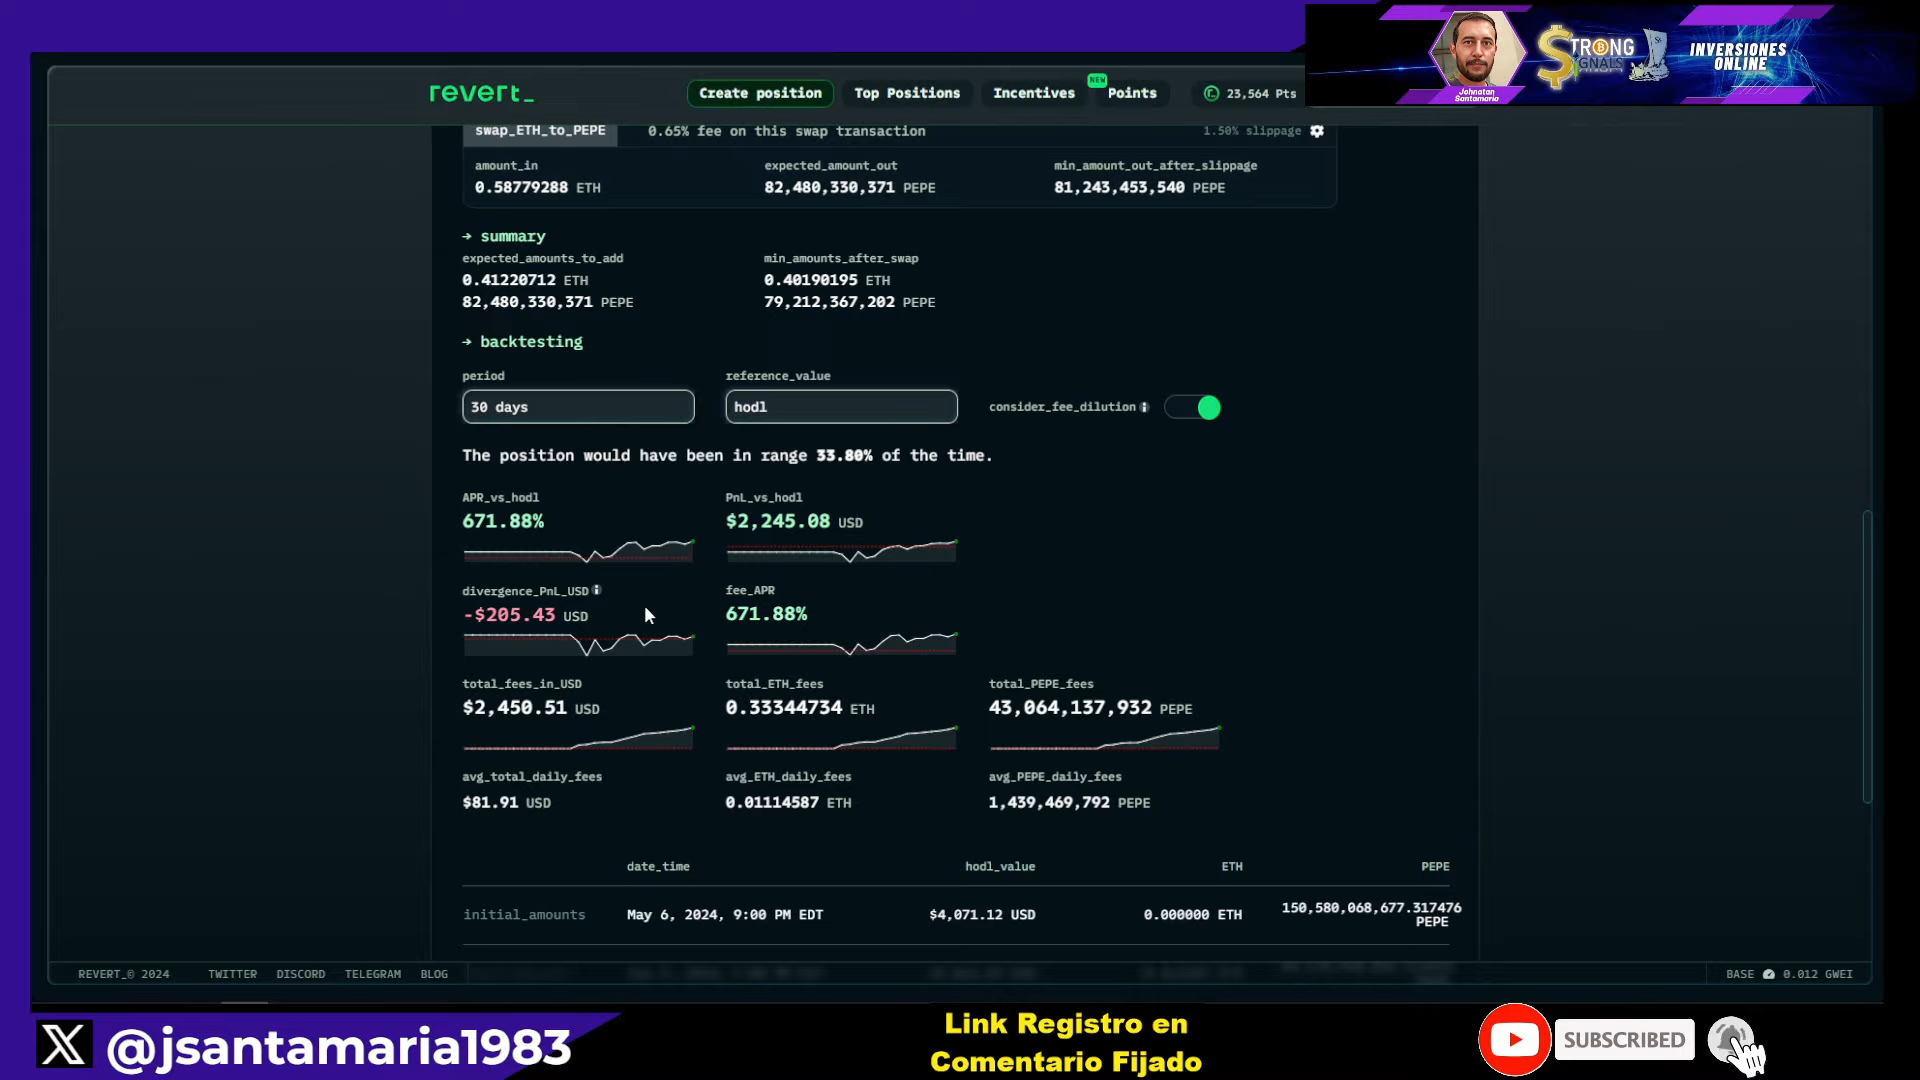 revert_
Create position
Top Positions
Incentives
NEW
Points
23,564 Pts
Johnatan
Santamaria
STRONG
SIGNALS
INVERSIONES
ONLINE
swap_ETH_to_PEPE
0.65% fee on this swap transaction
1.50% slippage
amount_in
expected_amount_out
min_amount_out_after_slippage
0.58779288 ETH
82,480,330,371 PEPE
81,243,453,540 PEPE
→ summary
expected_amounts_to_add
min_amounts_after_swap
0.41220712 ETH
0.40190195 ETH
82,480,330,371 PEPE
79,212,367,202 PEPE
→ backtesting
period
reference_value
30 days
hodl
consider_fee_dilution
The position would have been in range 33.80% of the time.
APR_vs_hodl
PnL_vs_hodl
671.88%
$2,245.08 USD
divergence_PnL_USD
fee_APR
-$205.43 USD
671.88%
total_fees_in_USD
total_ETH_fees
total_PEPE_fees
$2,450.51 USD
0.33344734 ETH
43,064,137,932 PEPE
avg_total_daily_fees
avg_ETH_daily_fees
avg_PEPE_daily_fees
$81.91 USD
0.01114587 ETH
1,439,469,792 PEPE
date_time
hodl_value
ETH
PEPE
initial_amounts
May 6, 2024, 9:00 PM EDT
$4,071.12 USD
0.000000 ETH
150,580,068,677.317476
PEPE
REVERT_© 2024
TWITTER
DISCORD
TELEGRAM
BLOG
BASE
0.012 GWEI
X @jsantamaria1983
Link Registro en
Comentario Fijado
SUBSCRIBED